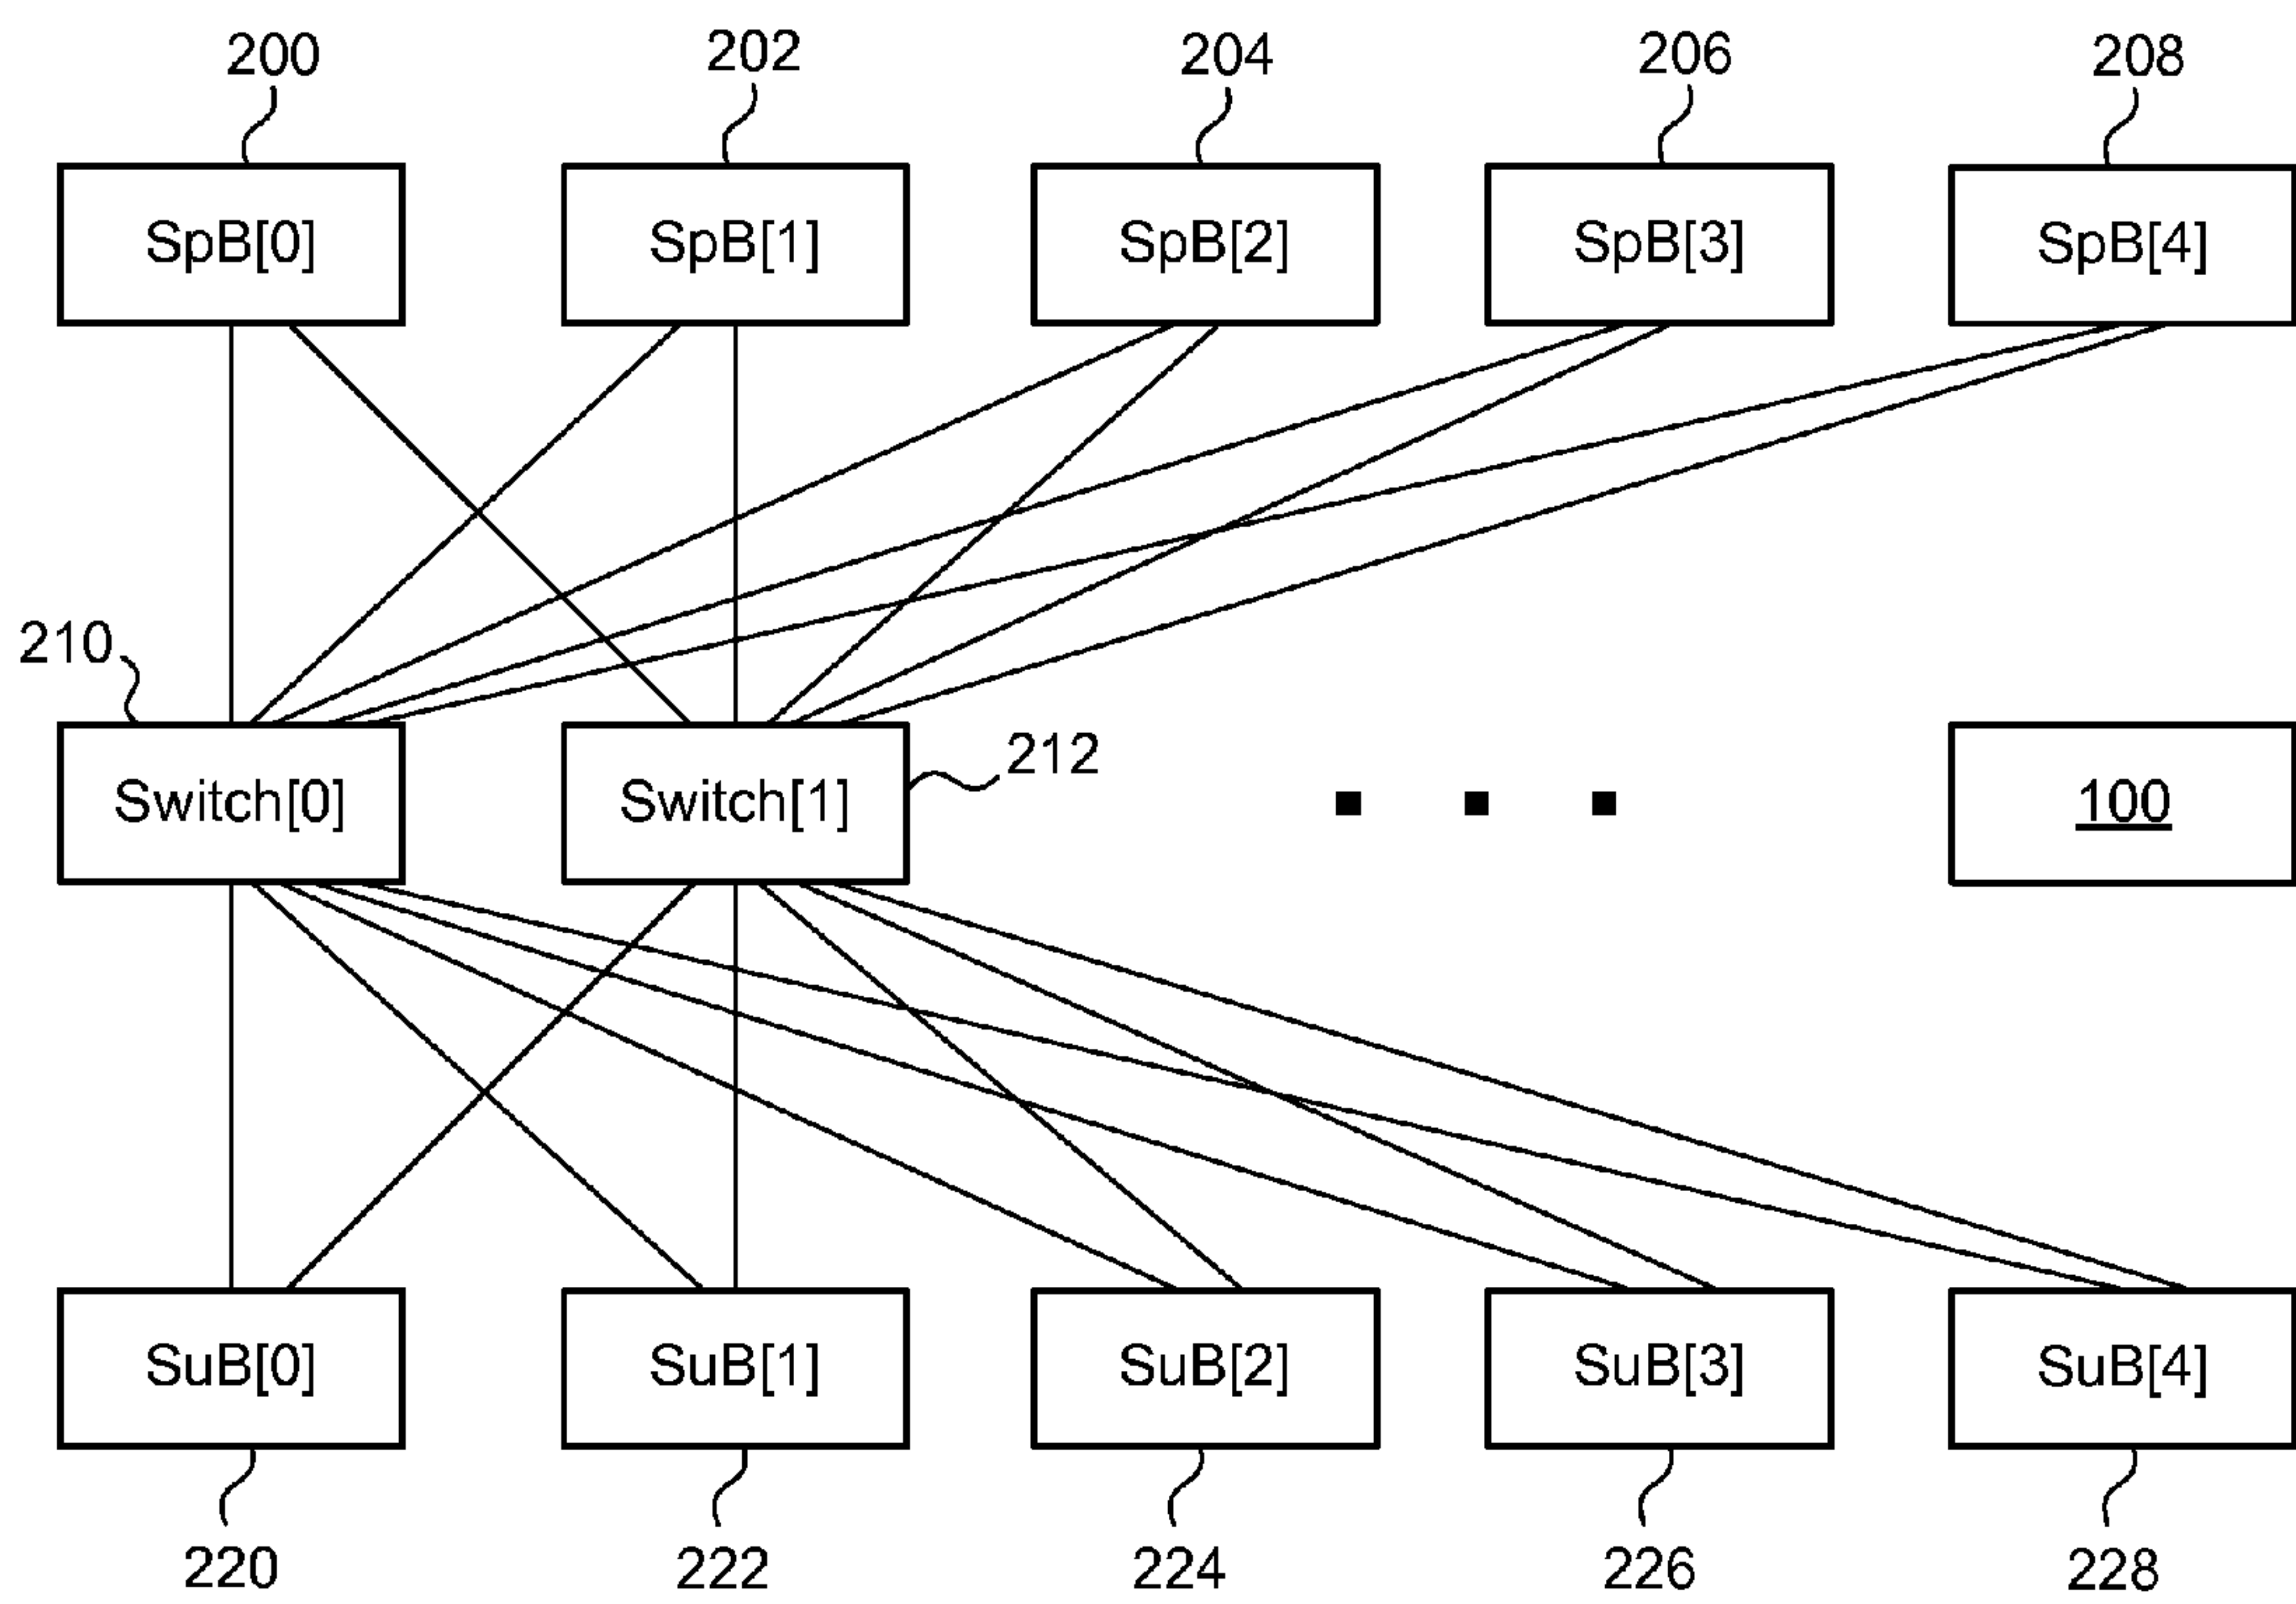 200 202 204 206 208
SpB[0] SpB[1] SpB[2] SpB[3] SpB[4]
210
Switch[0] Switch[1] 212 100
SuB[0] SuB[1] SuB[2] SuB[3] SuB[4]
220 222 224 226 228